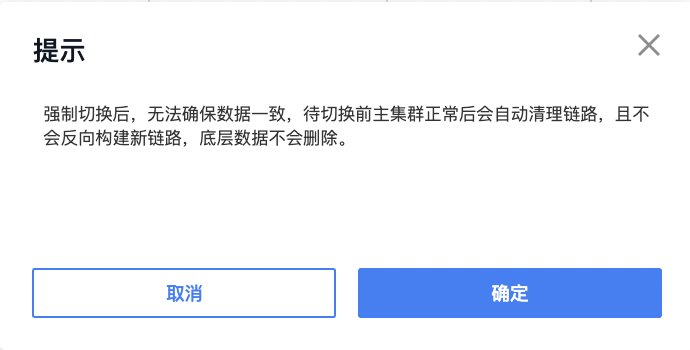 提示
强制切换后，无法确保数据一致，待切换前主集群正常后会自动清理链路，且不
会反向构建新链路，底层数据不会删除。
取消
确定